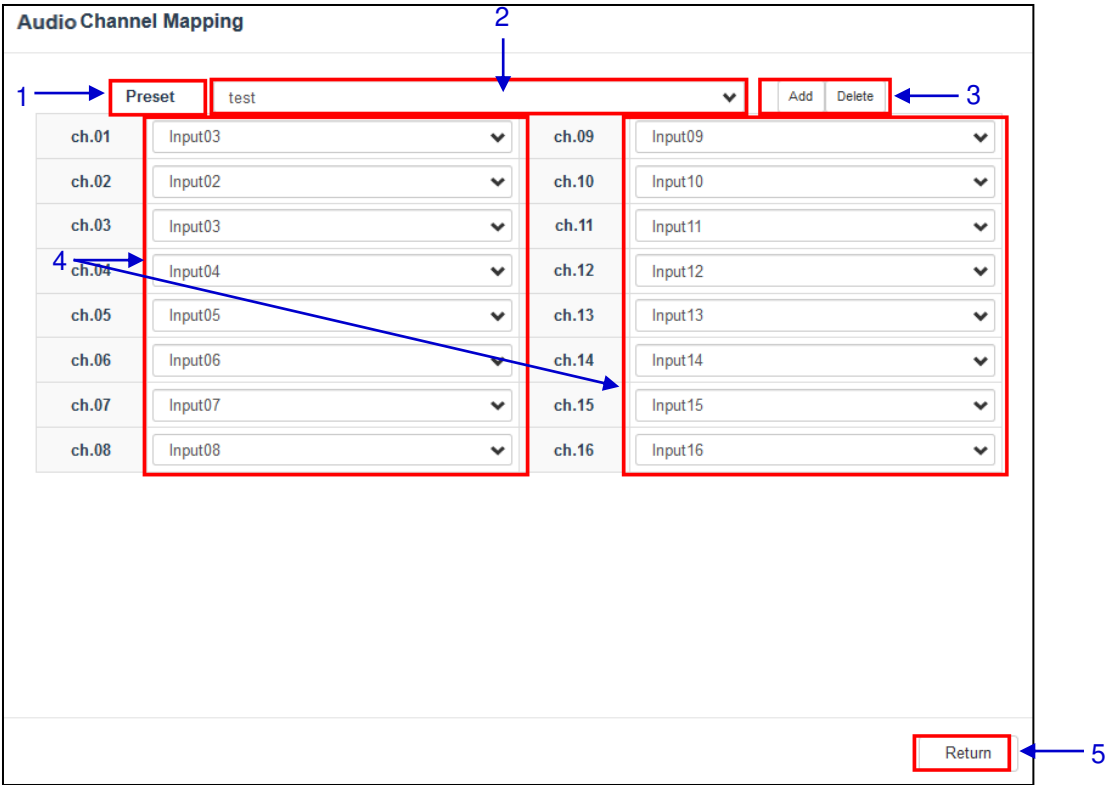 Audio Channel Mapping
2
1 Preset test Add Delete 3
ch.01 Input03 ch.09 Input09
ch.02 Input02 ch.10 Input10
ch.03 Input03 ch.11 Input11
4 ch.04 Input04 ch.12 Input12
ch.05 Input05 ch.13 Input13
ch.06 Input06 ch.14 Input14
ch.07 Input07 ch.15 Input15
ch.08 Input08 ch.16 Input16
Return 5